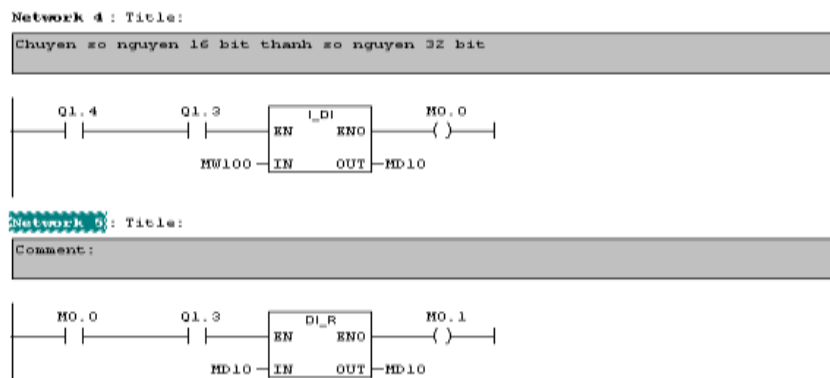 Network 4 : Title:
Chuyen so nguyen 16 bit thanh so nguyen 32 bit
Q1.4 Q1.3 I_DI M0.0
EN ENO
MW100 IN OUT MD10
Network 5 : Title:
Comment:
M0.0 Q1.3 DI_R M0.1
EN ENO
MD10 IN OUT MD10